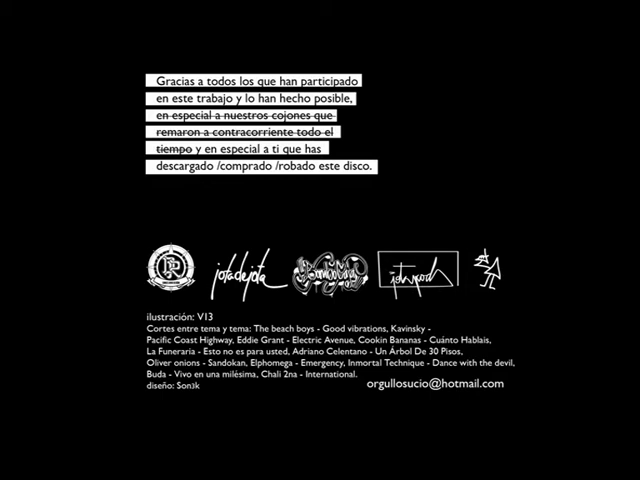 Gracias a todos los que han participado
en este trabajo y lo han hecho posible,
en especial a nuestros cojones que
remaron a contracorriente todo el
tiempo y en especial a ti que has
descargado /comprado /robado este disco.
jotadejota
ilustración: V13
Cortes entre tema y tema: The beach boys - Good vibrations, Kavinsky -
Pacific Coast Highway, Eddie Grant - Electric Avenue, Cookin Bananas - Cuánto Hablais,
La Funeraria - Esto no es para usted, Adriano Celentano - Un Árbol De 30 Pisos,
Oliver onions - Sandokan, Elphomega - Emergency, Inmortal Technique - Dance with the devil,
Buda - Vivo en una milèsima, Chali 2na - International.
diseño: Son3k
orgullosucio@hotmail.com